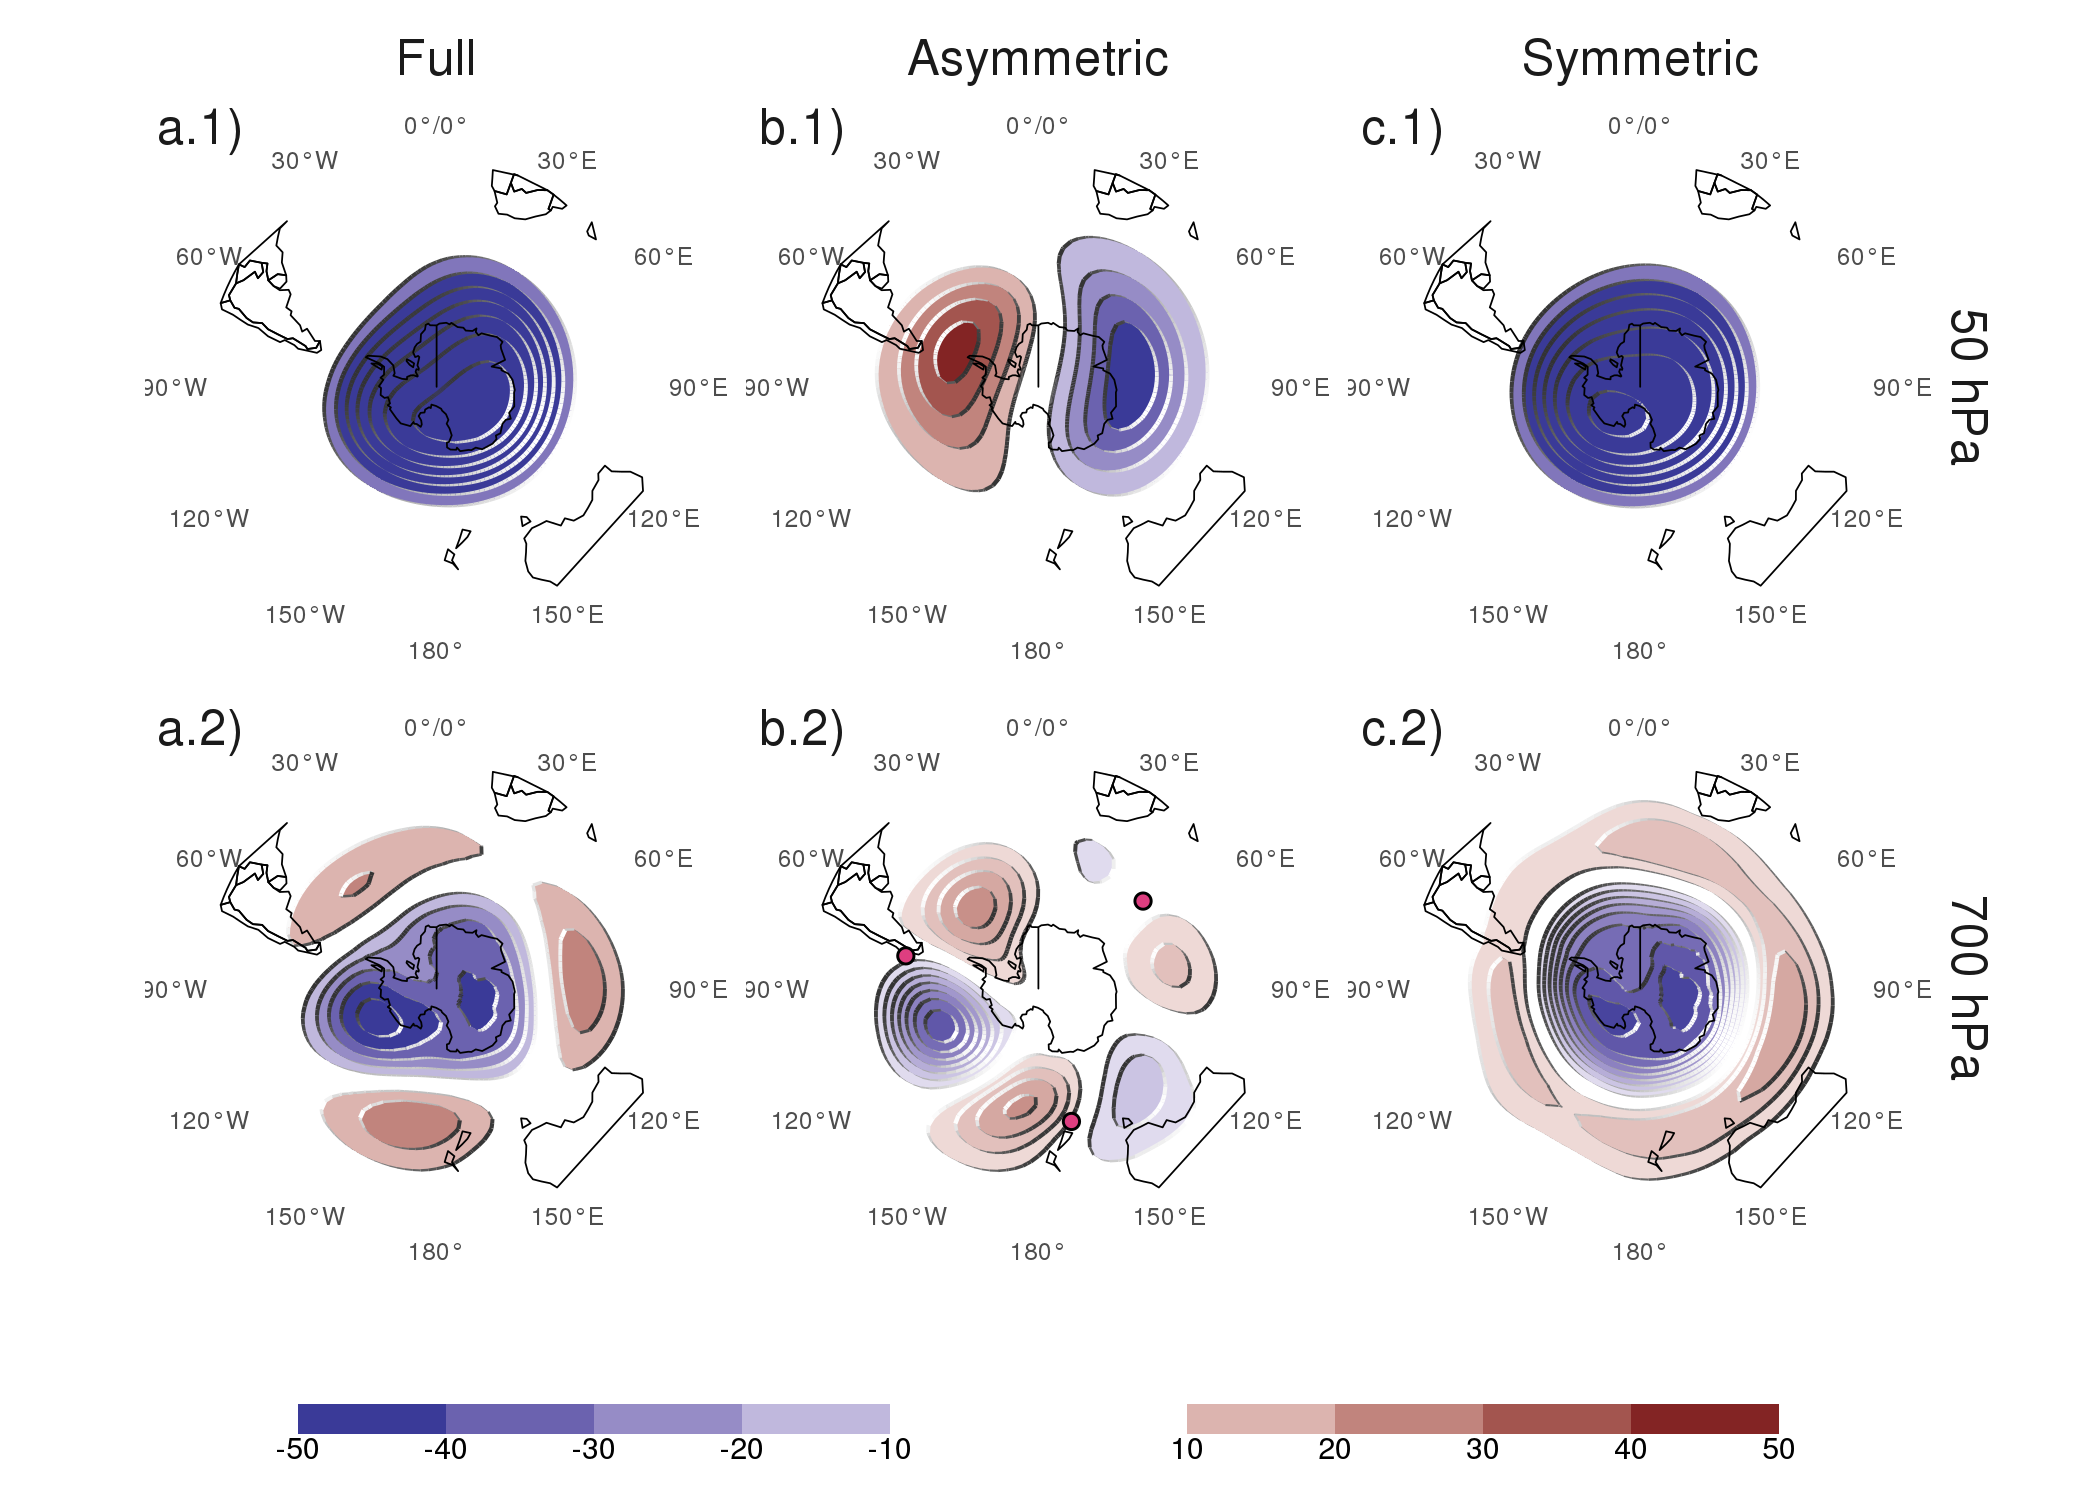 Full Asymmetric Symmetric
a.1) b.1) c.1)
0°/0° 0°/0° 0°/0°
30°W 30°E 30°W 30°E 30°W 30°E
60°W 60°E 60°W 60°E 60°W 60°E
90°W 90°E 90°W 90°E 90°W 90°E
50 hPa
120°W 120°E 120°W 120°E 120°W 120°E
150°W 150°E 150°W 150°E 150°W 150°E
180° 180° 180°
a.2) b.2) c.2)
0°/0° 0°/0° 0°/0°
30°W 30°E 30°W 30°E 30°W 30°E
60°W 60°E 60°W 60°E 60°W 60°E
90°W 90°E 90°W 90°E 90°W 90°E
700 hPa
120°W 120°E 120°W 120°E 120°W 120°E
150°W 150°E 150°W 150°E 150°W 150°E
180° 180° 180°
-50 -40 -30 -20 -10 10 20 30 40 50